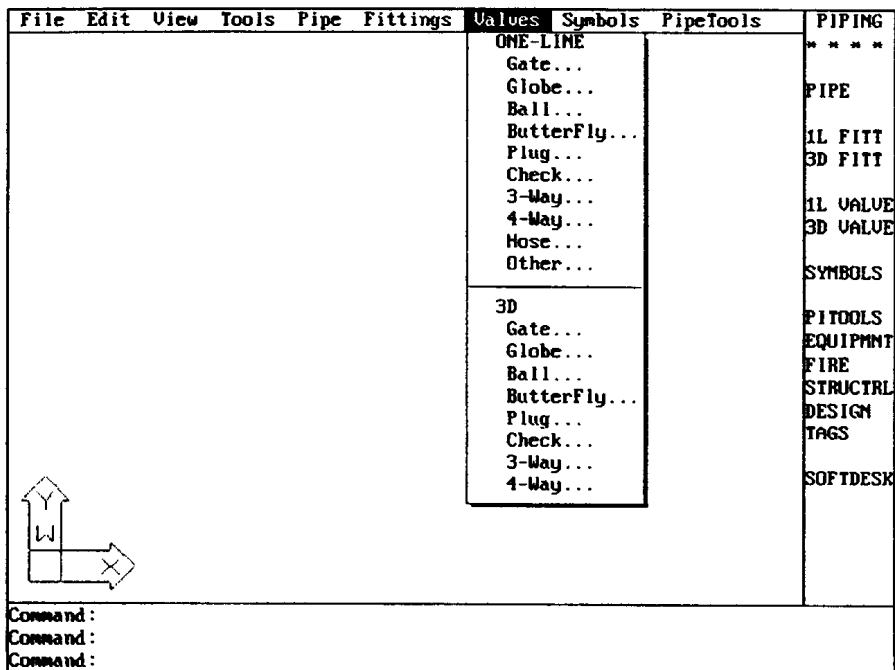 File Edit View Tools Pipe Fittings Valves Symbols PipeTools
ONE-LINE
Gate...
Globe...
Ball...
ButterFly...
Plug...
Check...
3-Way...
4-Way...
Hose...
Other...
3D
Gate...
Globe...
Ball...
ButterFly...
Plug...
Check...
3-Way...
4-Way...
PIPING
* * * *
PIPE
1L FITT
3D FITT
1L VALVE
3D VALVE
SYMBOLS
PITOOLS
EQUIPMNT
FIRE
STRUCTRL
DESIGN
TAGS
SOFTDESK
Y
W
X
Command:
Command:
Command: